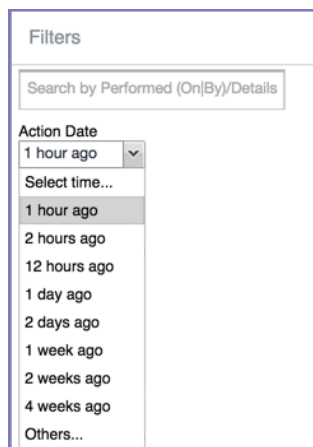 Filters
Search by Performed (On|By)/Details
Action Date
1 hour ago
Select time...
1 hour ago
2 hours ago
12 hours ago
1 day ago
2 days ago
1 week ago
2 weeks ago
4 weeks ago
Others...